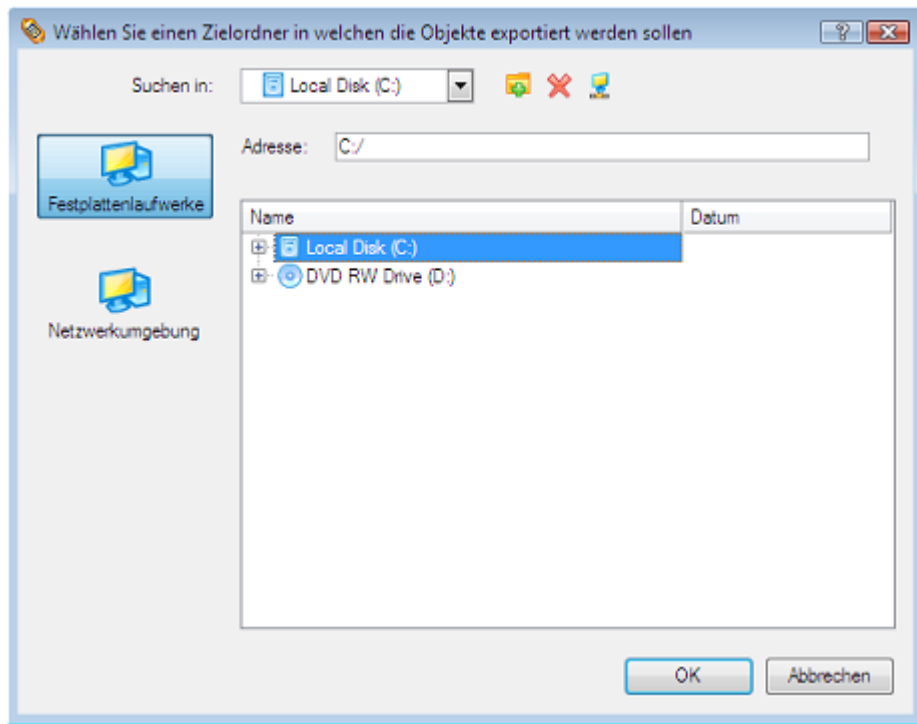 Wählen Sie einen Zielordner in welchen die Objekte exportiert werden sollen
Suchen in:
Local Disk (C:)
Adresse:
C:/
Festplattenlaufwerke
Netzwerkumgebung
Name
Datum
Local Disk (C:)
DVD RW Drive (D:)
OK
Abbrechen